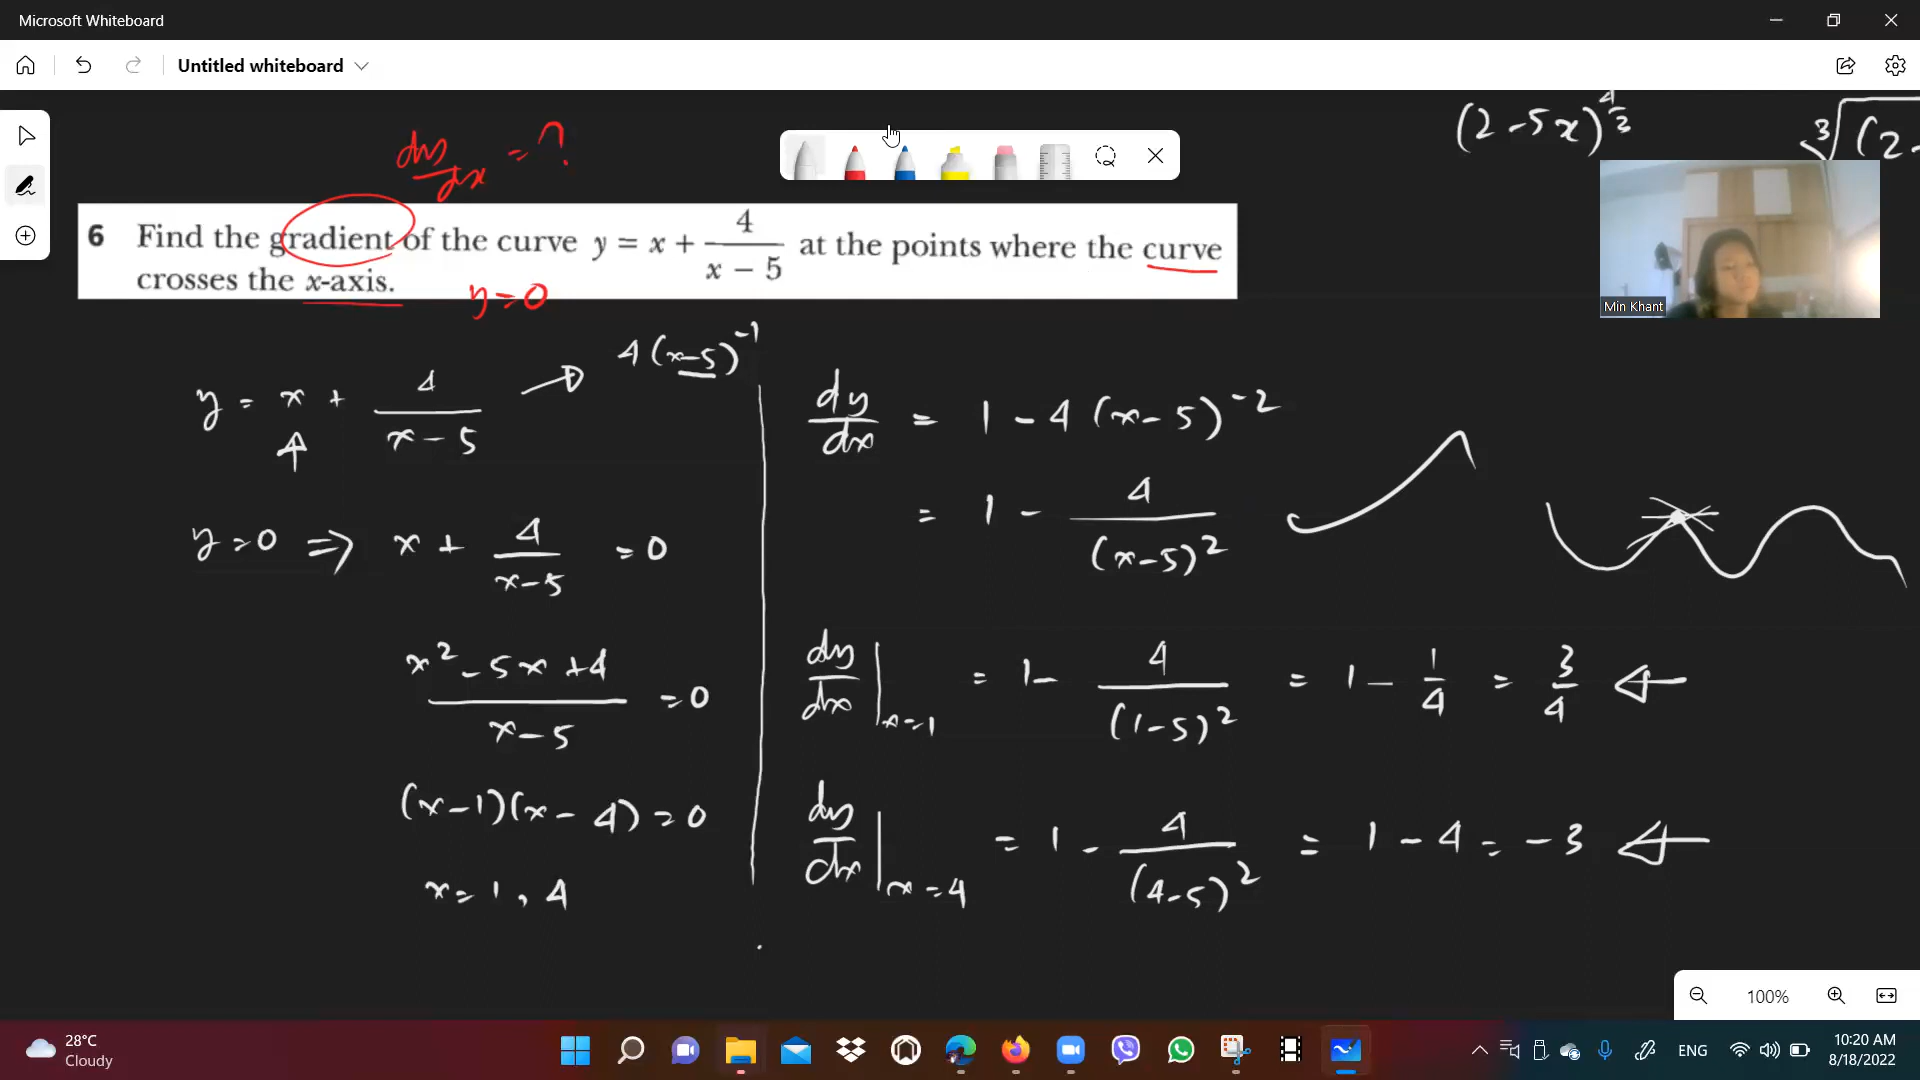 Microsoft Whiteboard
Untitled whiteboard
(2-5x)^(4/3)
∛(2-
dy/dx = ?
6 Find the gradient of the curve y = x + 4/(x − 5) at the points where the curve
crosses the x-axis.
y=0
Min Khant
4(x-5)^-1
y = x + 4/(x-5)
y=0 ⇒ x + 4/(x-5) = 0
(x^2 - 5x + 4)/(x-5) = 0
(x-1)(x-4) = 0
x = 1, 4
dy/dx = 1 - 4(x-5)^-2
= 1 - 4/(x-5)^2
dy/dx|x=1 = 1 - 4/(1-5)^2 = 1 - 1/4 = 3/4
dy/dx|x=4 = 1 - 4/(4-5)^2 = 1 - 4 = -3
100%
28°C
Cloudy
ENG
10:20 AM
8/18/2022